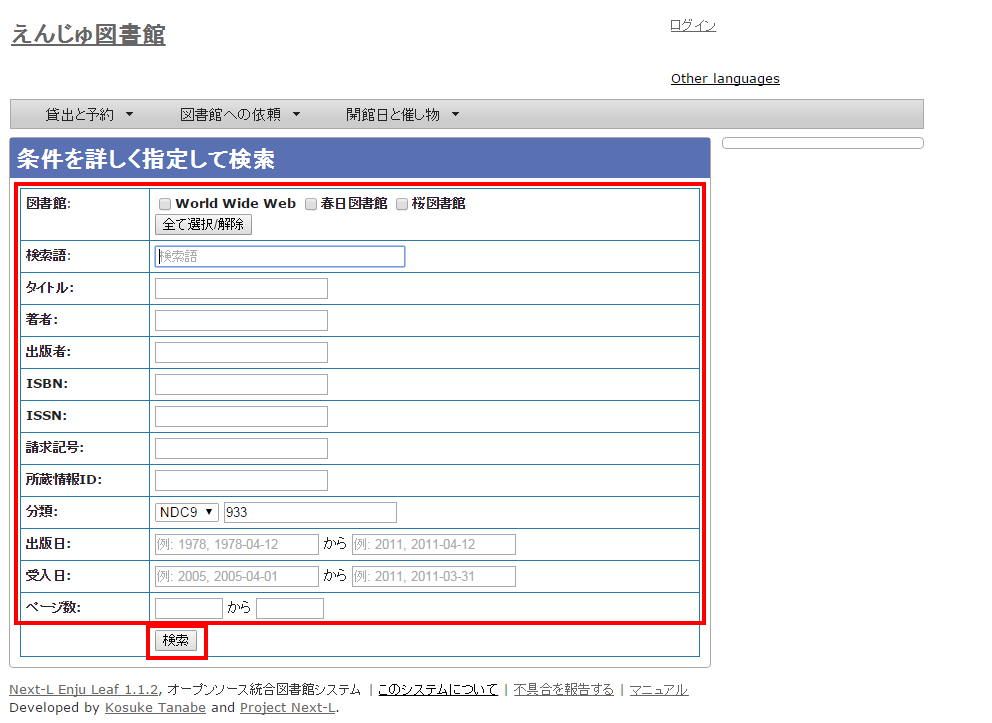 えんじゅ図書館
ログイン
Other languages
貸出と予約 ▼ 図書館への依頼 ▼ 開館日と催し物 ▼
条件を詳しく指定して検索
図書館: World Wide Web 春日図書館 桜図書館
全て選択/解除
検索語: 検索語
タイトル:
著者:
出版者:
ISBN:
ISSN:
請求記号:
所蔵情報ID:
分類: NDC9 ▼ 933
出版日: 例: 1978, 1978-04-12 から 例: 2011, 2011-04-12
受入日: 例: 2005, 2005-04-01 から 例: 2011, 2011-03-31
ページ数: から
検索
Next-L Enju Leaf 1.1.2, オープンソース統合図書館システム | このシステムについて | 不具合を報告する | マニュアル
Developed by Kosuke Tanabe and Project Next-L.